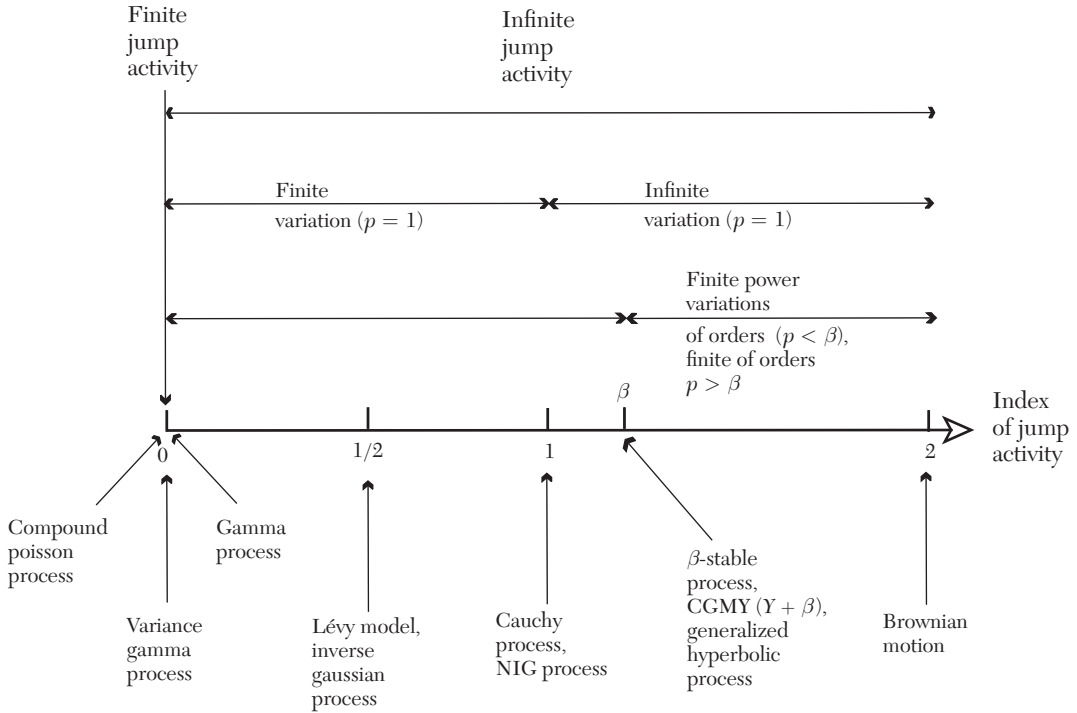 Finite
jump
activity
Infinite
jump
activity
Finite
variation (p = 1)
Infinite
variation (p = 1)
Finite power
variations
of orders (p < β),
finite of orders
p > β
β
Index
of jump
activity
0
1/2
1
2
Compound
poisson
process
Gamma
process
Variance
gamma
process
Lévy model,
inverse
gaussian
process
Cauchy
process,
NIG process
β-stable
process,
CGMY (Y + β),
generalized
hyperbolic
process
Brownian
motion